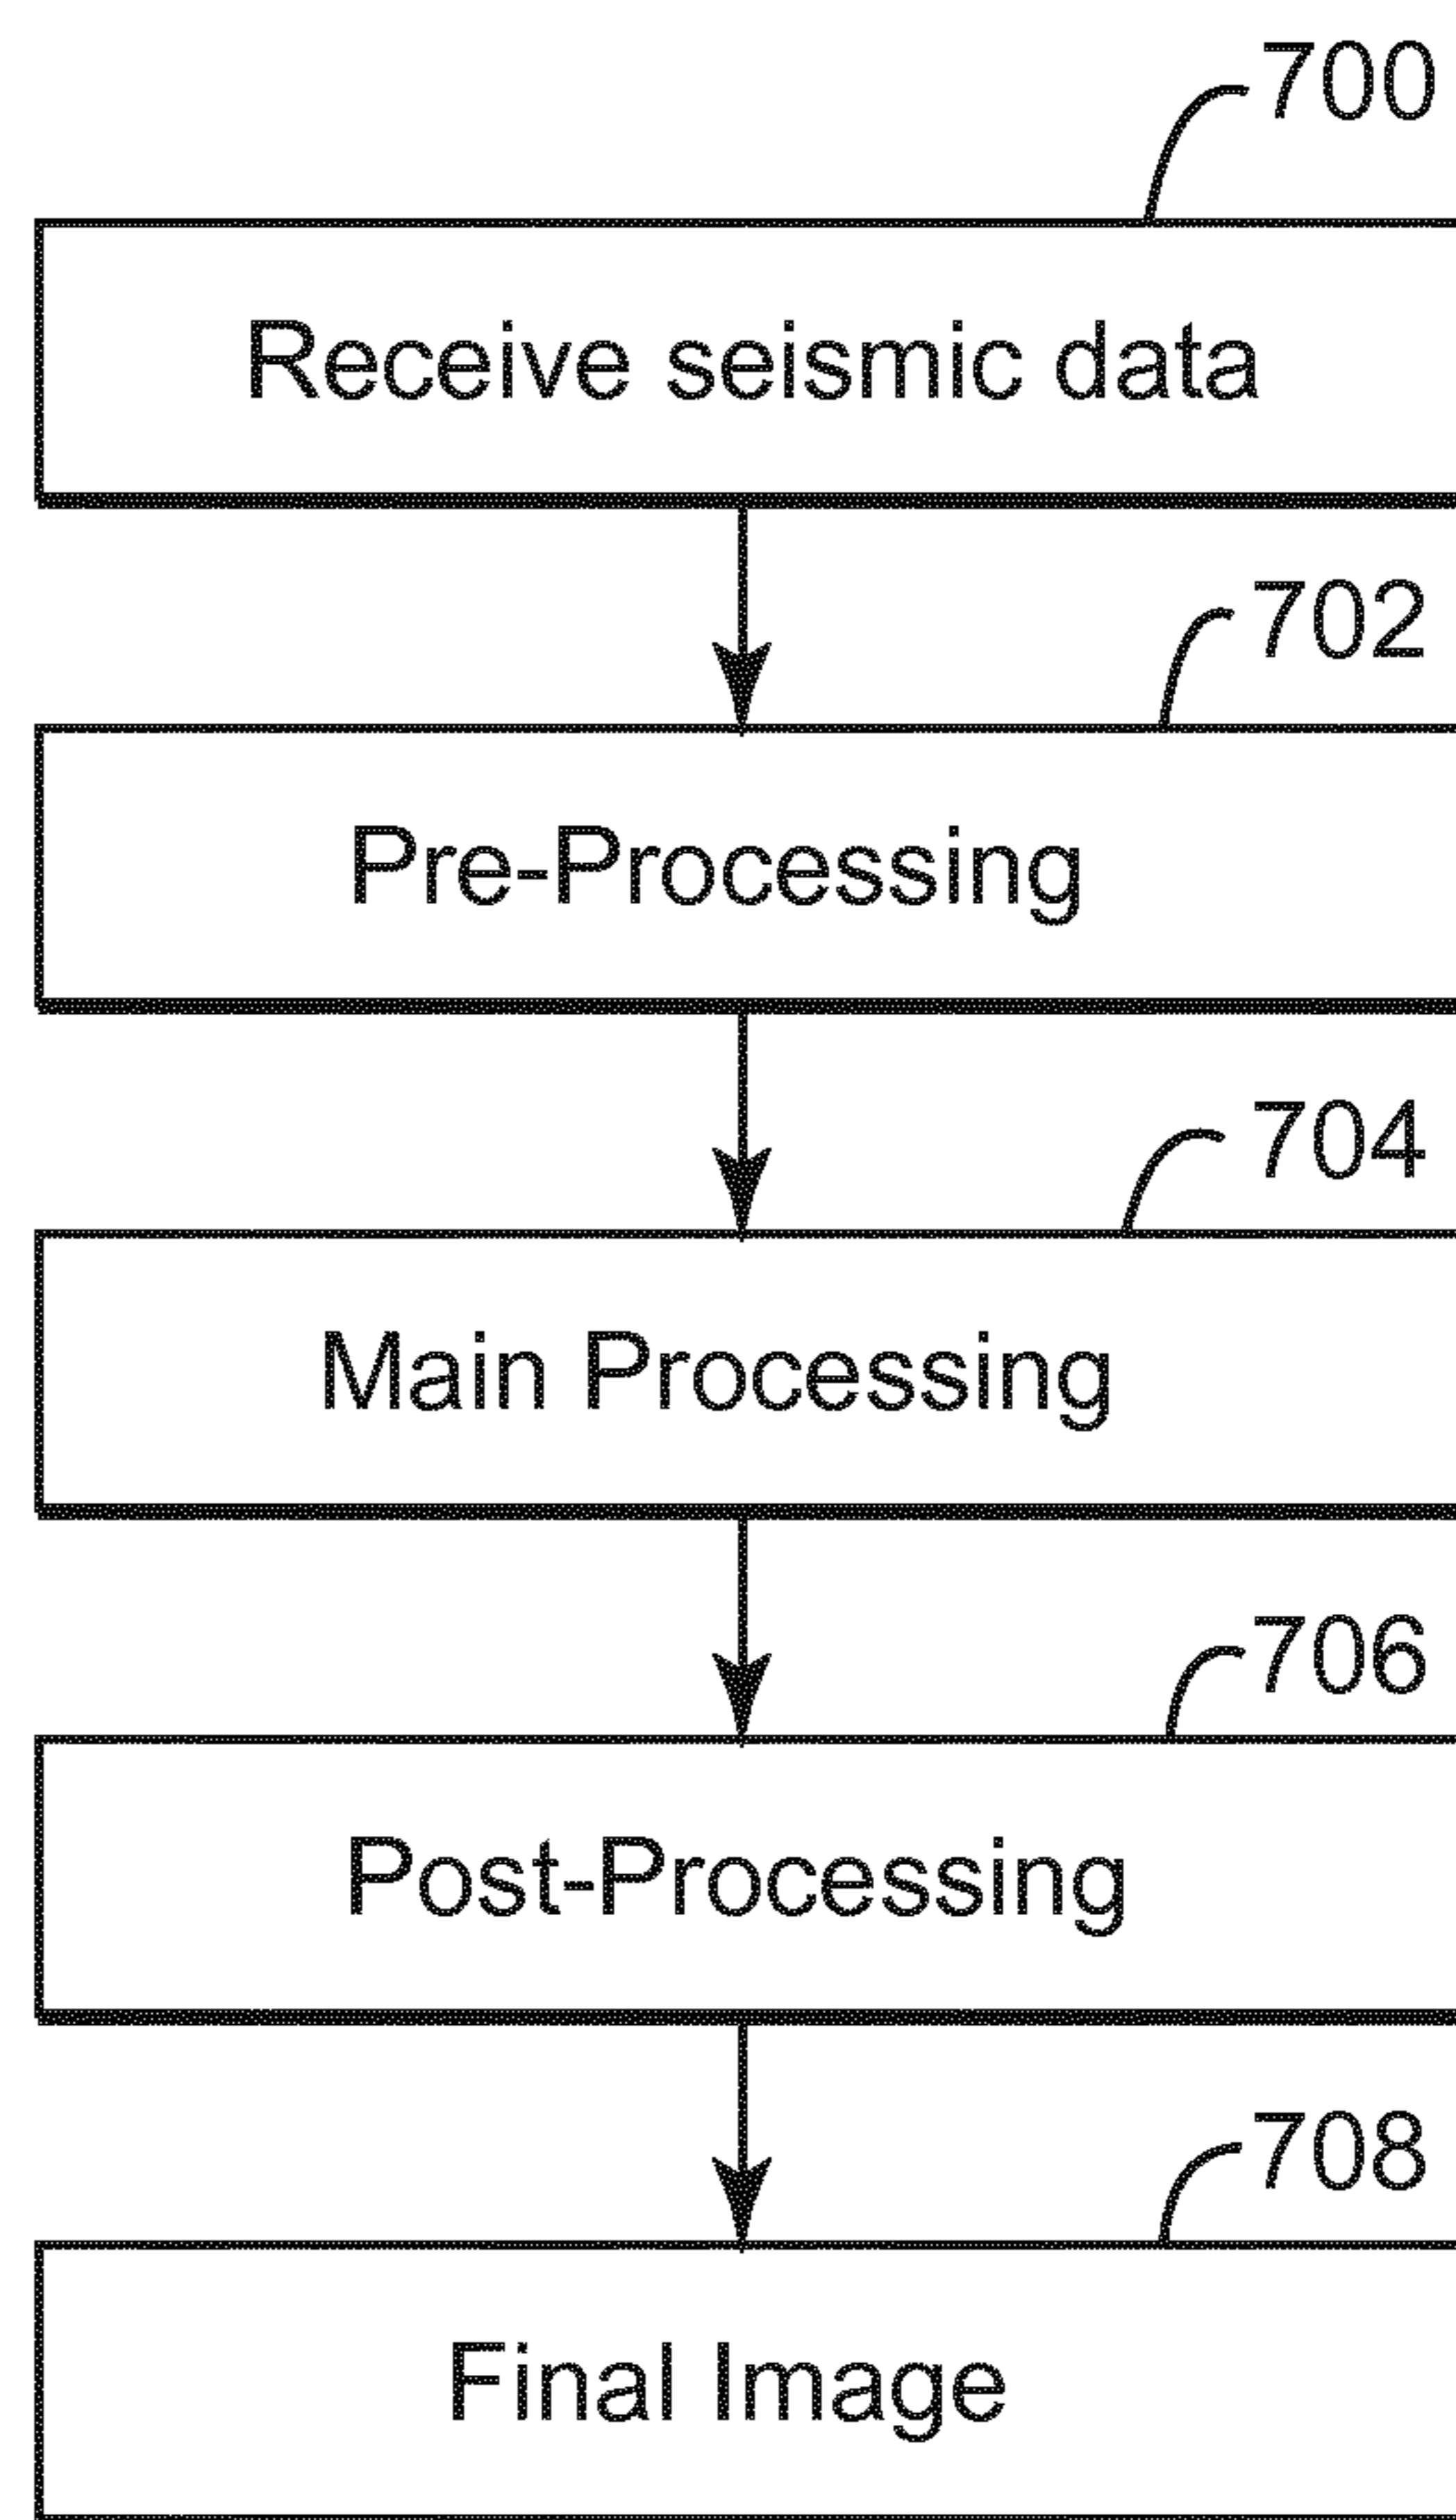 700
Receive seismic data
702
Pre-Processing
704
Main Processing
706
Post-Processing
708
Final Image